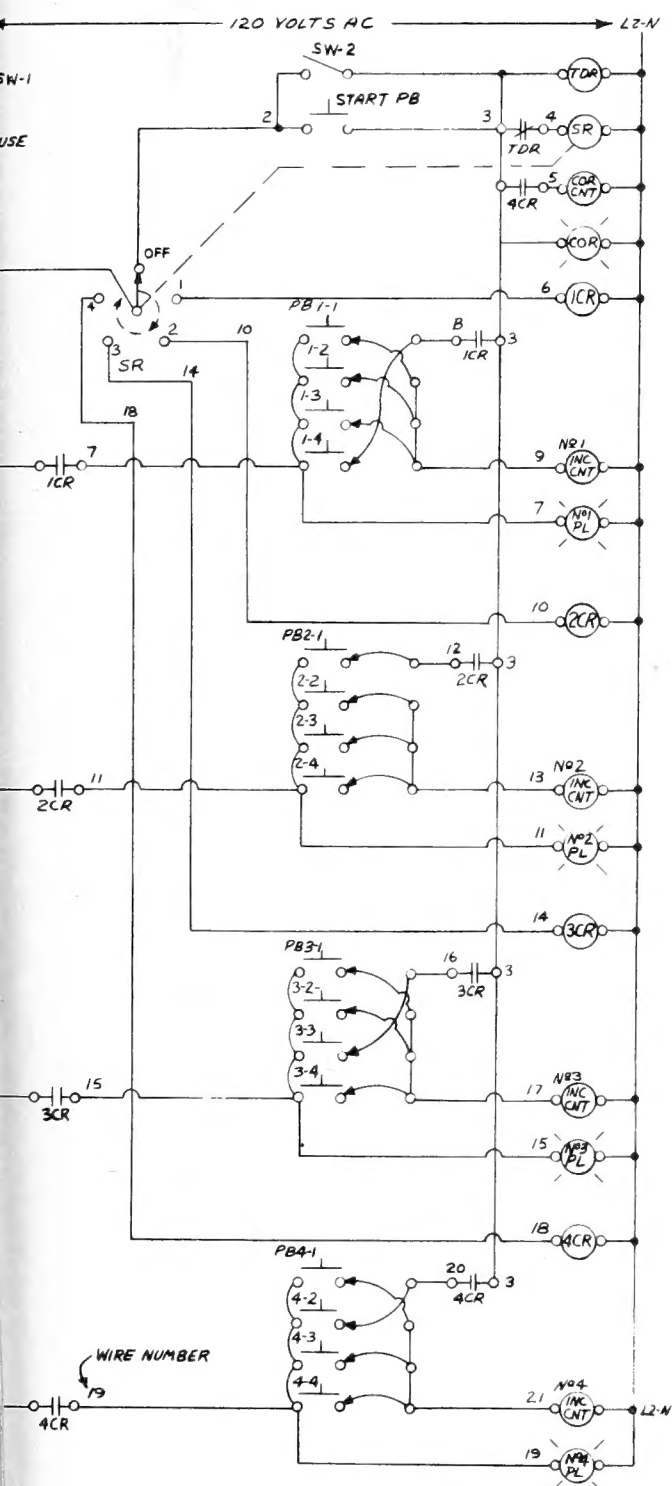 120 VOLTS AC
L2-N
SW-2
SW-1
TDR
START PB
2
3
4
SR
USE
TDR
5
COR CNT
4CR
OFF
COR
4
1
6
1CR
PB 1-1
3
2
10
8
3
SR
1-2
1CR
14
1-3
18
1-4
7
9
No1
INC CNT
1CR
7
No1 PL
10
2CR
PB2-1
12
3
2-2
2CR
2-3
2-4
11
13
No2
INC CNT
2CR
11
No2 PL
14
3CR
PB3-1
16
3
3-2
3CR
3-3
3-4
15
17
No3
INC CNT
3CR
15
No3 PL
18
4CR
PB4-1
20
3
4-2
4CR
4-3
WIRE NUMBER
4-4
19
21
No4
INC CNT
L2-N
4CR
19
No4 PL